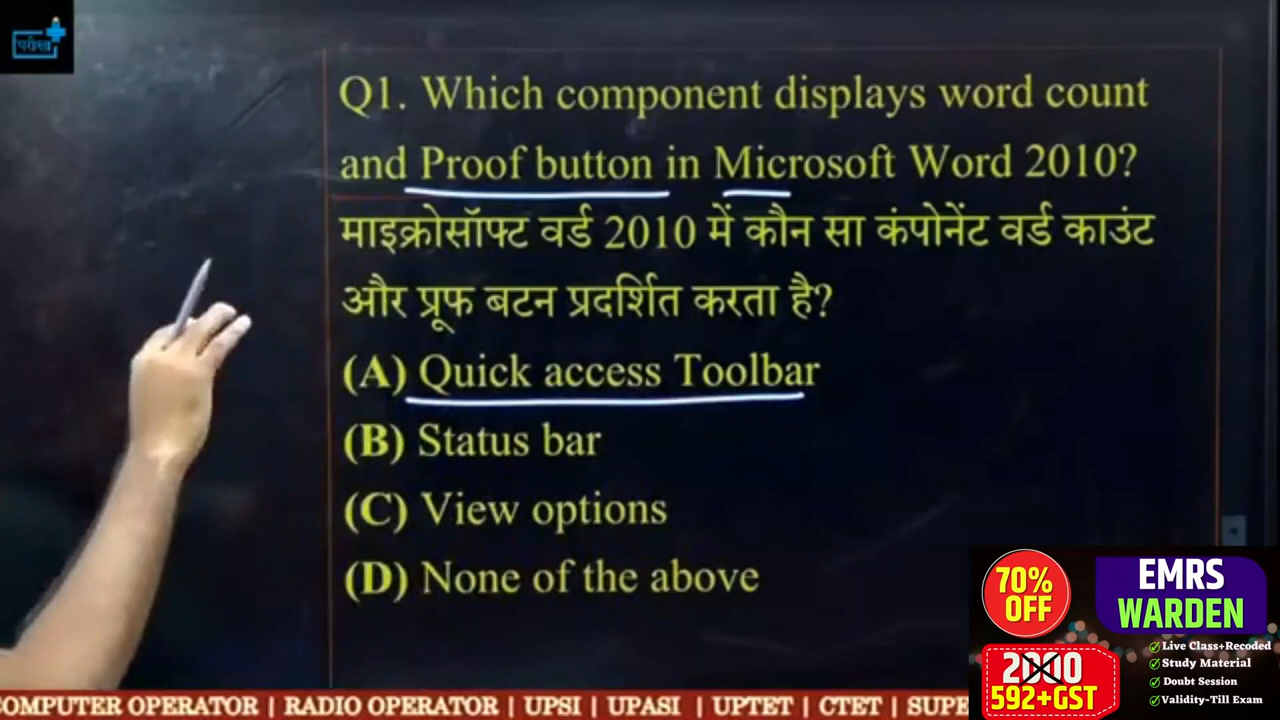 परीक्षा
Q1. Which component displays word count
and Proof button in Microsoft Word 2010?
माइक्रोसॉफ्ट वर्ड 2010 में कौन सा कंपोनेंट वर्ड काउंट
और प्रूफ बटन प्रदर्शित करता है?
(A) Quick access Toolbar
(B) Status bar
(C) View options
(D) None of the above
70%
OFF
EMRS
WARDEN
2000
592+GST
Live Class+Recoded
Study Material
Doubt Session
Validity-Till Exam
OMPUTER OPERATOR | RADIO OPERATOR | UPSI | UPASI | UPTET | CTET | SUPE